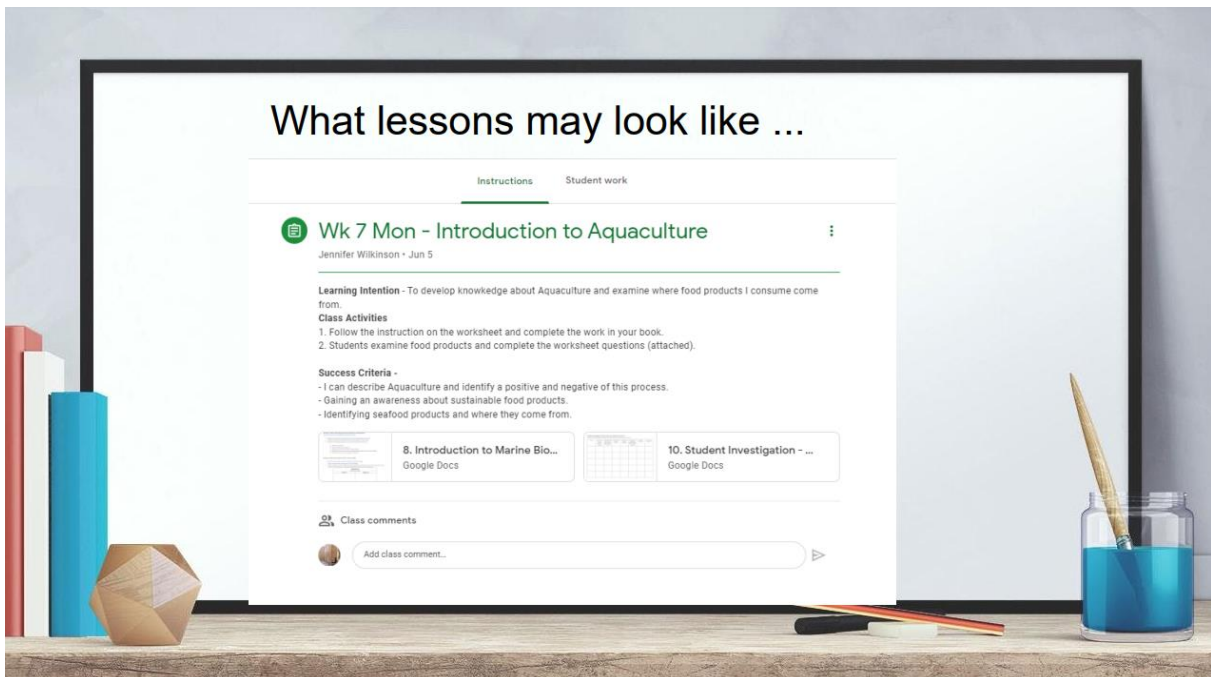 What lessons may look like ...
Instructions Student work
Wk 7 Mon - Introduction to Aquaculture
Jennifer Wilkinson • Jun 5
Learning Intention - To develop knowkedge about Aquaculture and examine where food products I consume come
from.
Class Activities
1. Follow the instruction on the worksheet and complete the work in your book.
2. Students examine food products and complete the worksheet questions (attached).
Success Criteria -
- I can describe Aquaculture and identify a positive and negative of this process.
- Gaining an awareness about sustainable food products.
- Identifying seafood products and where they come from.
8. Introduction to Marine Bio... 10. Student Investigation - ...
Google Docs Google Docs
Class comments
Add class comment...